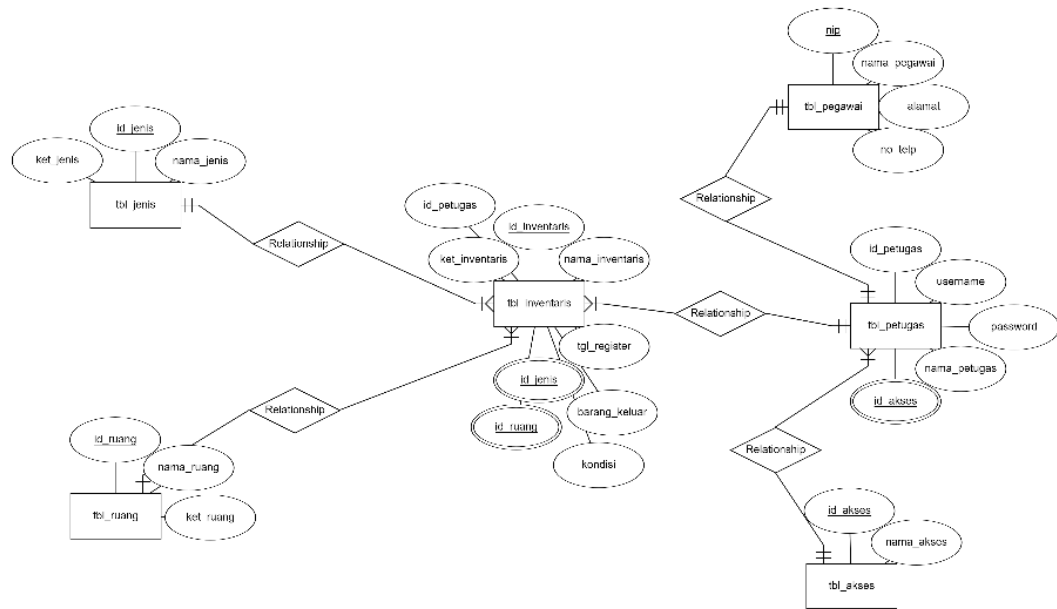 nip
nama_pegawai
tbl_pegawai
alamat
no_telp
id_jenis
ket_jenis
nama_jenis
tbl_jenis
Relationship
id_petugas
id_inventaris
Relationship
ket_inventaris
nama_inventaris
id_petugas
username
tbl_inventaris
Relationship
tbl_petugas
password
tgl_register
nama_petugas
id_jenis
id_akses
Relationship
barang_keluar
id_ruang
id_ruang
kondisi
Relationship
nama_ruang
tbl_ruang
ket_ruang
id_akses
nama_akses
tbl_akses